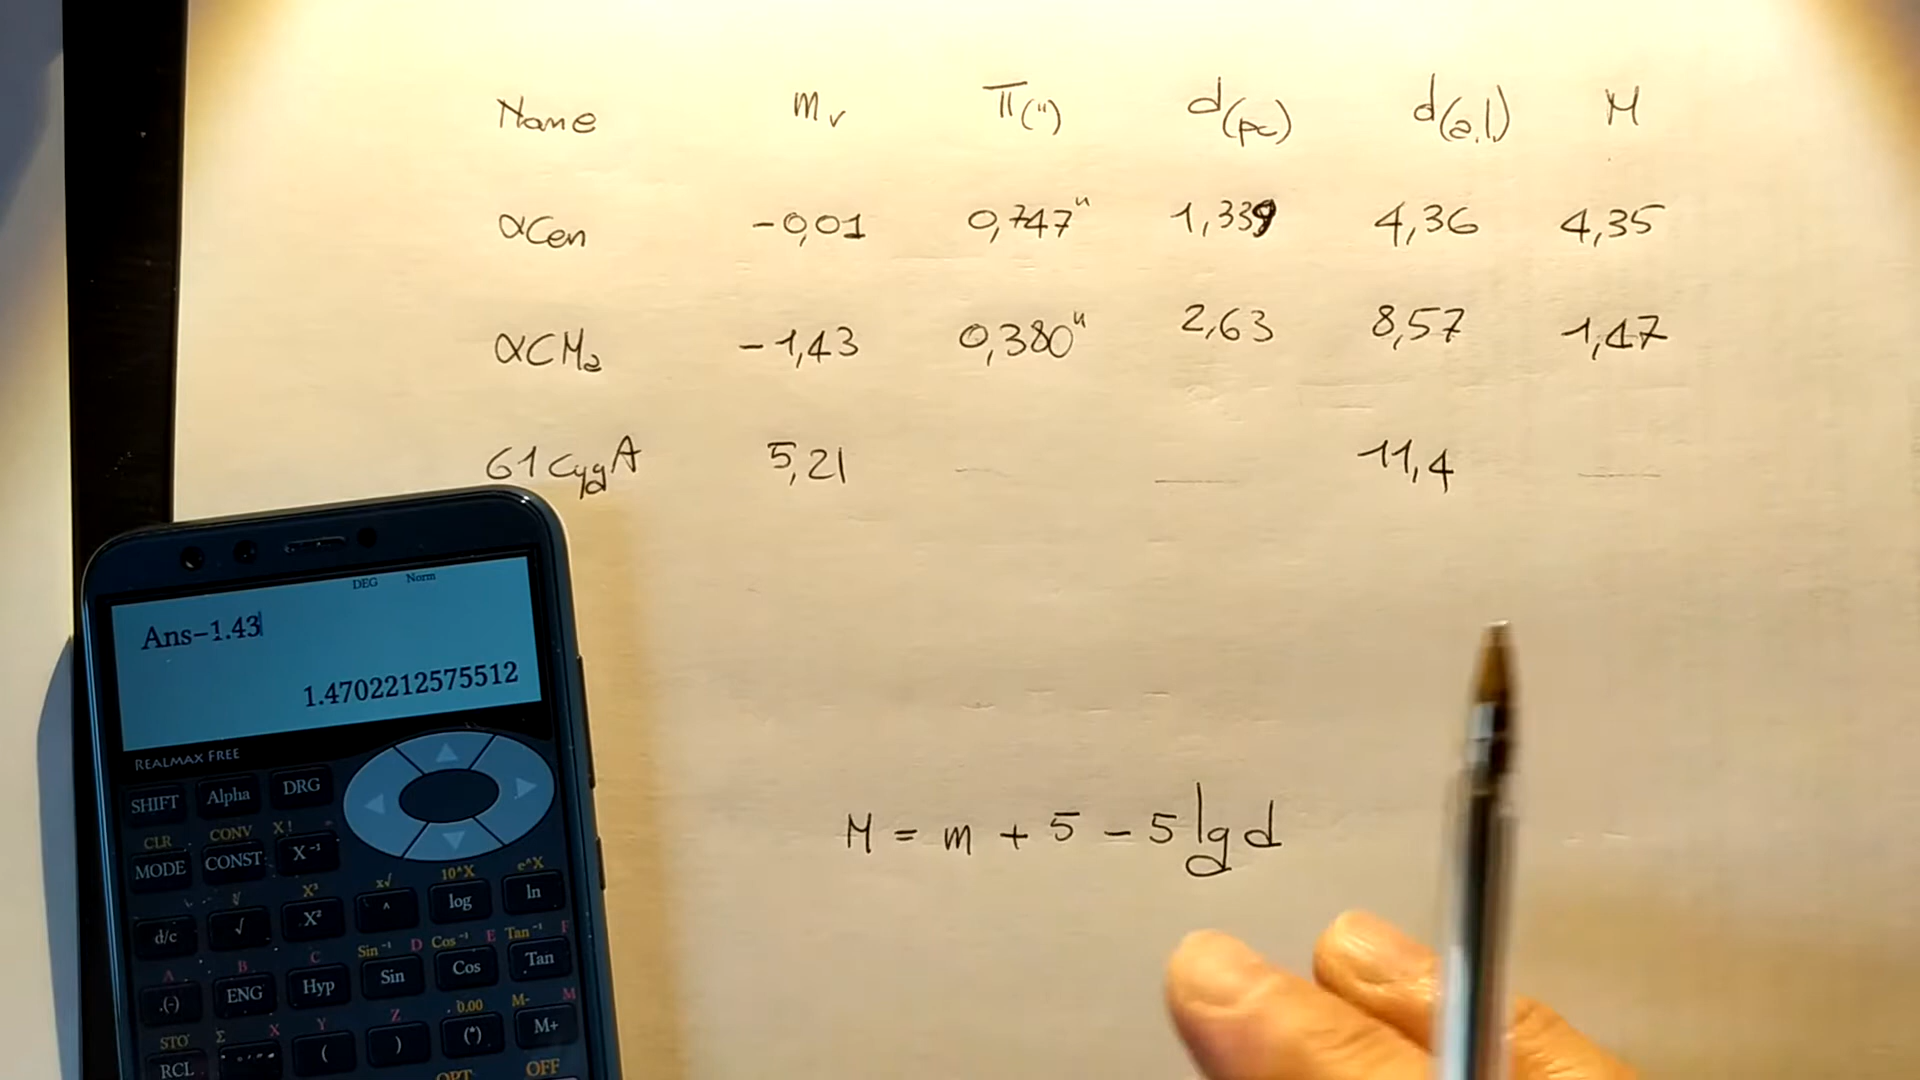 Name mv π(") d(pc) d(a.l.) M
αCen -0,01 0,747" 1,339 4,36 4,35
αCMa -1,43 0,380" 2,63 8,57 1,47
61 Cyg A 5,21 — — 11,4 —
M = m + 5 - 5 lg d
DEG Norm
Ans-1.43
1.4702212575512
REALMAX FREE
SHIFT Alpha DRG
CLR CONV X!
MODE CONST X⁻¹
X³ x√ 10^X e^X
d/c √ X² ^ log ln
Sin⁻¹ D Cos⁻¹ E Tan⁻¹ F
A B C
.(-) ENG Hyp Sin Cos Tan
STO Σ X Y Z 0.00 M- M
RCL ( ) (*) M+
OPT OFF